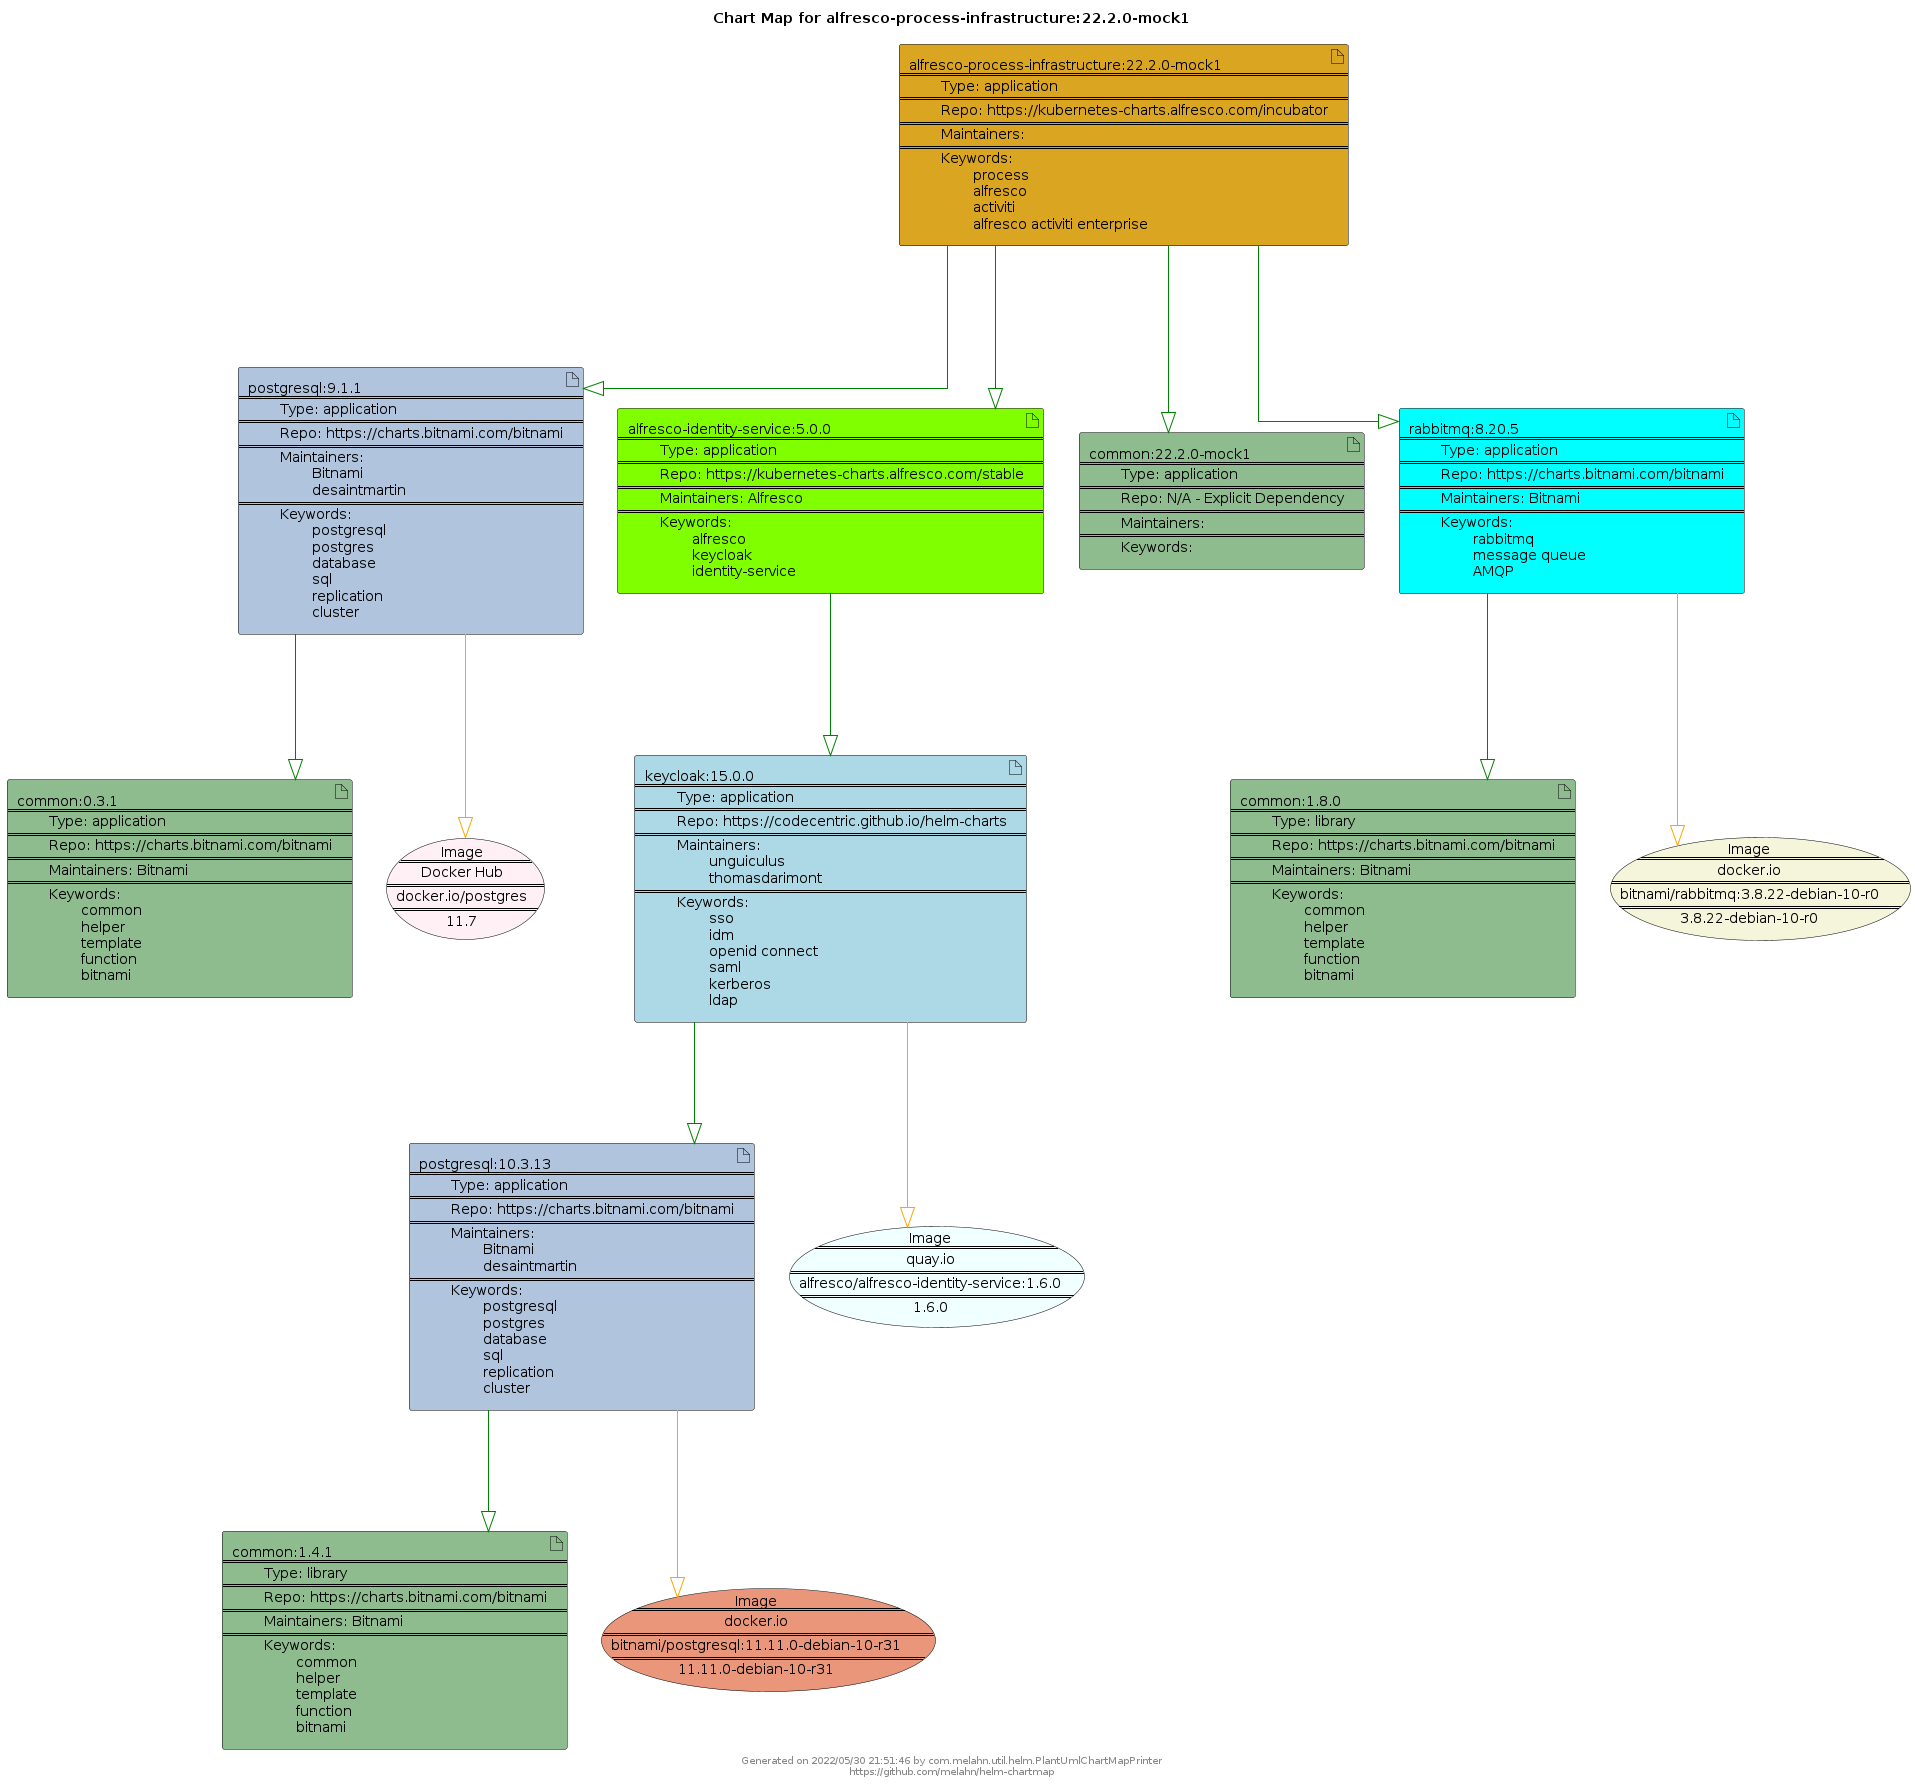 Chart Map for alfresco-process-infrastructure:22.2.0-mock1
alfresco-process-infrastructure:22.2.0-mock1
Type: application
Repo: https://kubernetes-charts.alfresco.com/incubator
Maintainers:
Keywords:
process
alfresco
activiti
alfresco activiti enterprise
postgresql:9.1.1
Type: application
Repo: https://charts.bitnami.com/bitnami
Maintainers:
Bitnami
desaintmartin
Keywords:
postgresql
postgres
database
sql
replication
cluster
alfresco-identity-service:5.0.0
Type: application
Repo: https://kubernetes-charts.alfresco.com/stable
Maintainers: Alfresco
Keywords:
alfresco
keycloak
identity-service
common:22.2.0-mock1
Type: application
Repo: N/A - Explicit Dependency
Maintainers:
Keywords:
rabbitmq:8.20.5
Type: application
Repo: https://charts.bitnami.com/bitnami
Maintainers: Bitnami
Keywords:
rabbitmq
message queue
AMQP
common:0.3.1
Type: application
Repo: https://charts.bitnami.com/bitnami
Maintainers: Bitnami
Keywords:
common
helper
template
function
bitnami
Image
Docker Hub
docker.io/postgres
11.7
keycloak:15.0.0
Type: application
Repo: https://codecentric.github.io/helm-charts
Maintainers:
unguiculus
thomasdarimont
Keywords:
sso
idm
openid connect
saml
kerberos
ldap
common:1.8.0
Type: library
Repo: https://charts.bitnami.com/bitnami
Maintainers: Bitnami
Keywords:
common
helper
template
function
bitnami
Image
docker.io
bitnami/rabbitmq:3.8.22-debian-10-r0
3.8.22-debian-10-r0
postgresql:10.3.13
Type: application
Repo: https://charts.bitnami.com/bitnami
Maintainers:
Bitnami
desaintmartin
Keywords:
postgresql
postgres
database
sql
replication
cluster
Image
quay.io
alfresco/alfresco-identity-service:1.6.0
1.6.0
common:1.4.1
Type: library
Repo: https://charts.bitnami.com/bitnami
Maintainers: Bitnami
Keywords:
common
helper
template
function
bitnami
Image
docker.io
bitnami/postgresql:11.11.0-debian-10-r31
11.11.0-debian-10-r31
Generated on 2022/05/30 21:51:46 by com.melahn.util.helm.PlantUmlChartMapPrinter
https://github.com/melahn/helm-chartmap